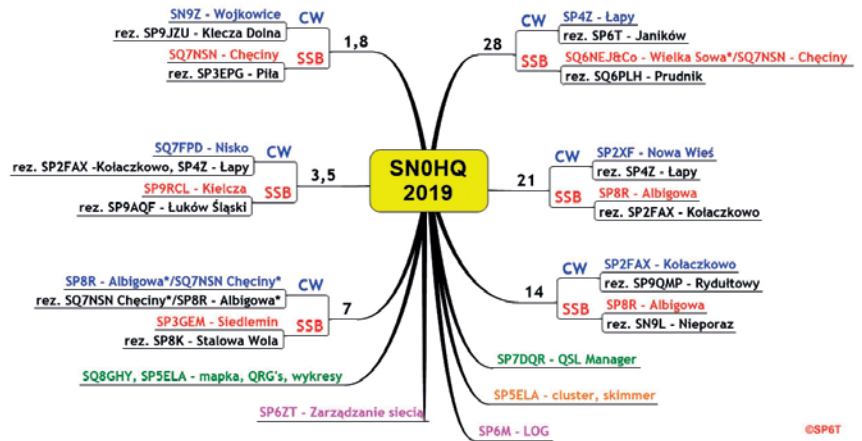 SN0HQ
2019
1,8
CW
SN9Z - Wojkowice
rez. SP9JZU - Klecza Dolna
SSB
SQ7NSN - Chęciny
rez. SP3EPG - Piła
3,5
CW
SQ7FPD - Nisko
rez. SP2FAX -Kołaczkowo, SP4Z - Łapy
SSB
SP9RCL - Kielcza
rez. SP9AQF - Łuków Śląski
7
CW
SP8R - Albigowa*/SQ7NSN Chęciny*
rez. SQ7NSN Chęciny*/SP8R - Albigowa*
SSB
SP3GEM - Siedlemin
rez. SP8K - Stalowa Wola
SQ8GHY, SP5ELA - mapka, QRG's, wykresy
SP6ZT - Zarządzanie siecią
28
CW
SP4Z - Łapy
rez. SP6T - Janików
SSB
SQ6NEJ&Co - Wielka Sowa*/SQ7NSN - Chęciny
rez. SQ6PLH - Prudnik
21
CW
SP2XF - Nowa Wieś
rez. SP4Z - Łapy
SSB
SP8R - Albigowa
rez. SP2FAX - Kołaczkowo
14
CW
SP2FAX - Kołaczkowo
rez. SP9QMP - Rydułtowy
SSB
SP8R - Albigowa
rez. SN9L - Nieporaz
SP7DQR - QSL Manager
SP5ELA - cluster, skimmer
SP6M - LOG
©SP6T